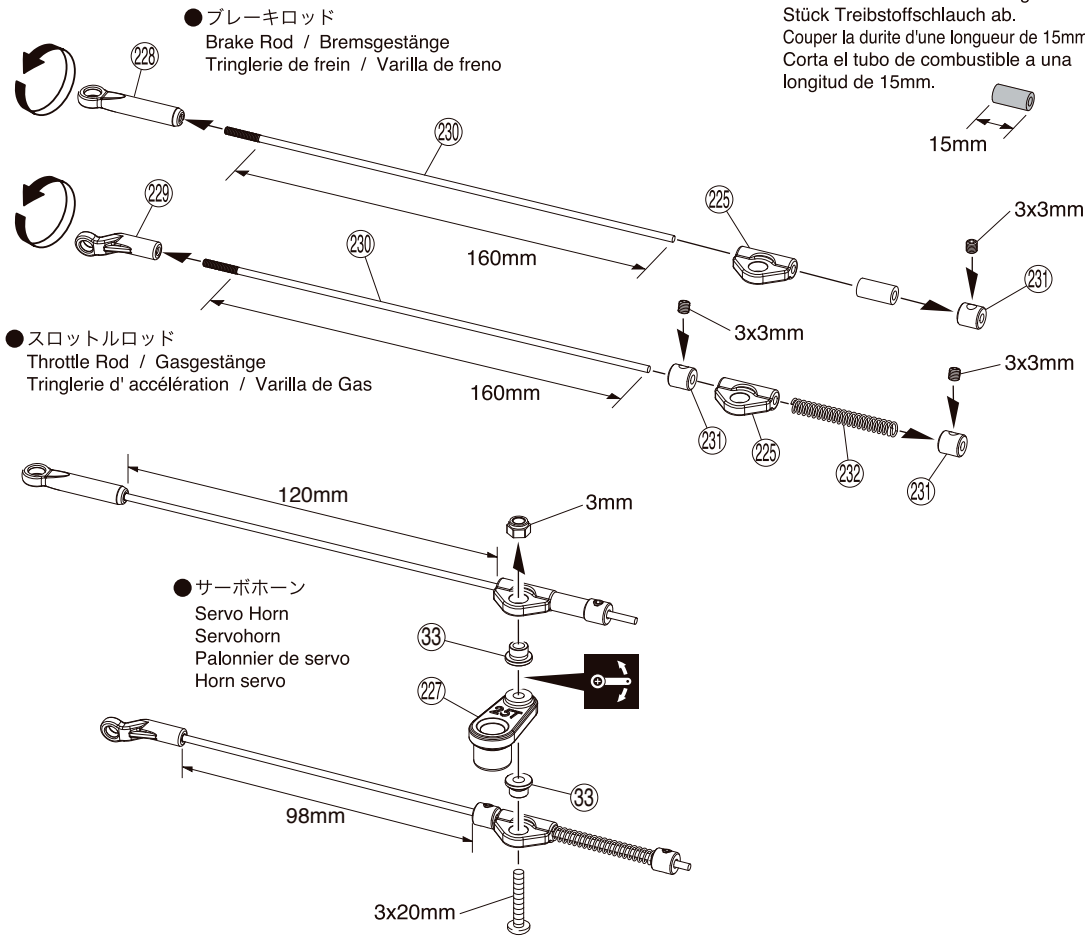 ●ブレーキロッド
Brake Rod / Bremsgestänge
Tringlerie de frein / Varilla de freno
Stück Treibstoffschlauch ab.
Couper la durite d'une longueur de 15mm
Corta el tubo de combustible a una
longitud de 15mm.
15mm
228
230
160mm
225
3x3mm
231
229
230
160mm
3x3mm
231
225
232
3x3mm
231
●スロットルロッド
Throttle Rod / Gasgestänge
Tringlerie d' accélération / Varilla de Gas
120mm
3mm
●サーボホーン
Servo Horn
Servohorn
Palonnier de servo
Horn servo
33
227
25T
33
98mm
3x20mm